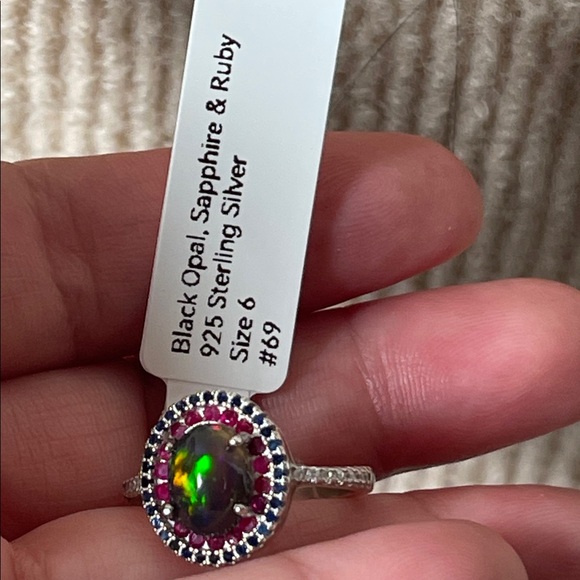 Black Opal, Sapphire & Ruby
925 Sterling Silver
Size 6
#69